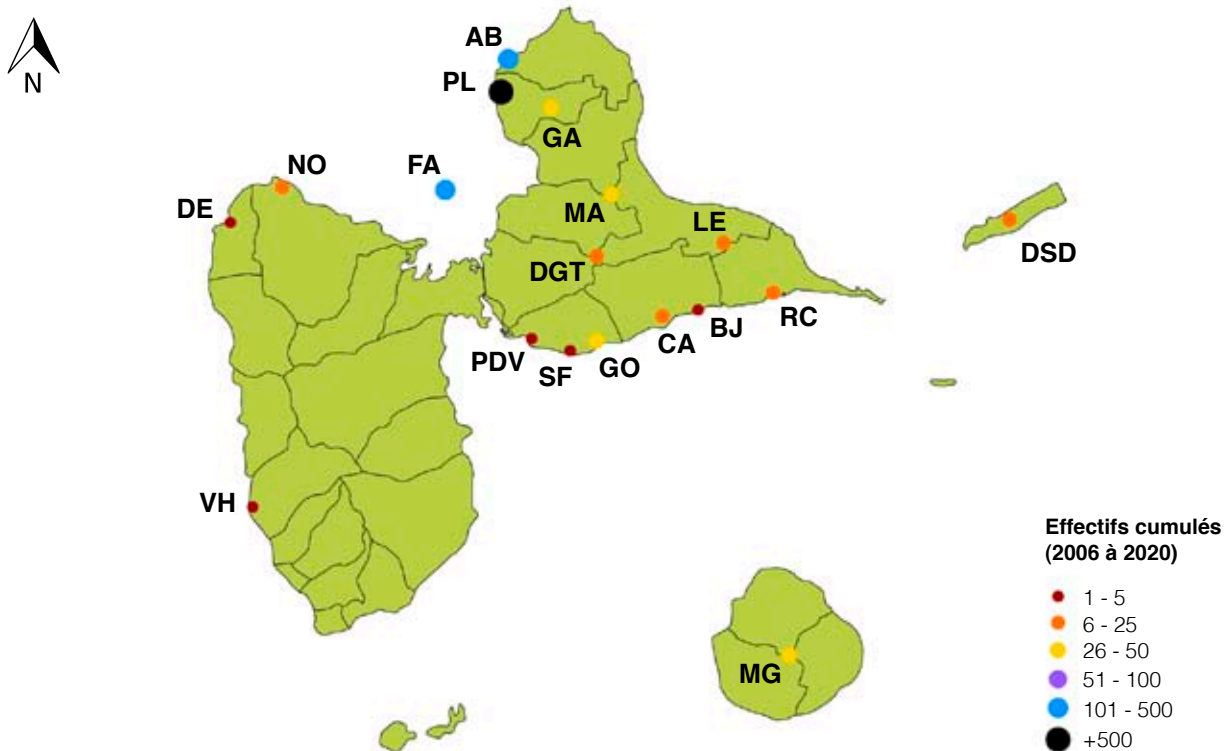 AB
PL
N
GA
NO
FA
DE
MA
LE
DGT
DSD
RC
BJ
CA
PDV
GO
SF
VH
Effectifs cumulés
(2006 à 2020)
1 - 5
6 - 25
26 - 50
MG
51 - 100
101 - 500
+500